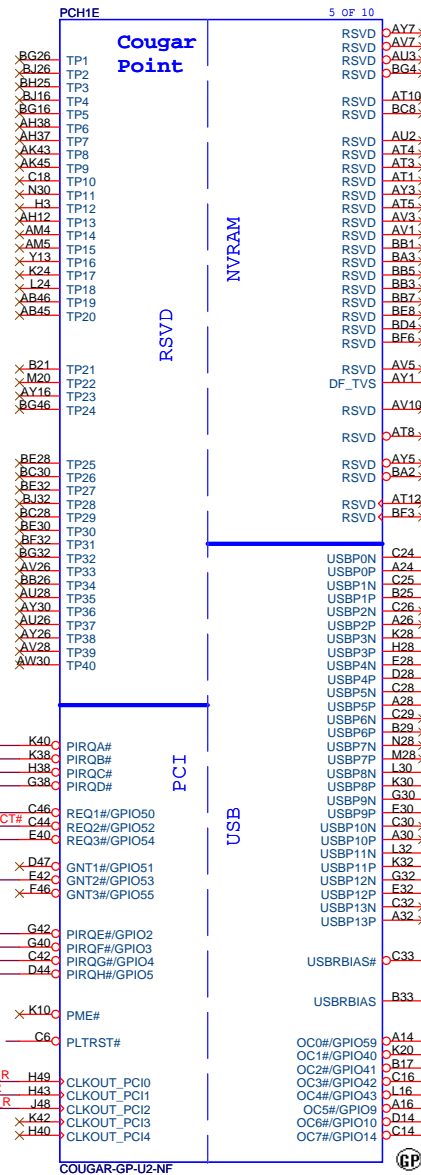 PCH1E 5 OF 10
Cougar
Point
RSVD
NVRAM
PCI
USB
BG26 TP1
BJ26 TP2
BH25 TP3
BJ16 TP4
BG16 TP5
AH38 TP6
AH37 TP7
AK43 TP8
AK45 TP9
C18 TP10
N30 TP11
H3 TP12
AH12 TP13
AM4 TP14
AM5 TP15
Y13 TP16
K24 TP17
L24 TP18
AB46 TP19
AB45 TP20
B21 TP21
M20 TP22
AY16 TP23
BG46 TP24
BE28 TP25
BC30 TP26
BE32 TP27
BJ32 TP28
BC28 TP29
BE30 TP30
BF32 TP31
BG32 TP32
AV26 TP33
BB26 TP34
AU28 TP35
AY30 TP36
AU26 TP37
AY26 TP38
AV28 TP39
AW30 TP40
K40 PIRQA#
K38 PIRQB#
H38 PIRQC#
G38 PIRQD#
C46 REQ1#/GPIO50
CT# C44 REQ2#/GPIO52
E40 REQ3#/GPIO54
D47 GNT1#/GPIO51
E42 GNT2#/GPIO53
F46 GNT3#/GPIO55
G42 PIRQE#/GPIO2
G40 PIRQF#/GPIO3
C42 PIRQG#/GPIO4
D44 PIRQH#/GPIO5
K10 PME#
C6 PLTRST#
R H49 CLKOUT_PCI0
H43 CLKOUT_PCI1
R J48 CLKOUT_PCI2
K42 CLKOUT_PCI3
H40 CLKOUT_PCI4
RSVD AY7
RSVD AV7
RSVD AU3
RSVD BG4
RSVD AT10
RSVD BC8
RSVD AU2
RSVD AT4
RSVD AT3
RSVD AT1
RSVD AY3
RSVD AT5
RSVD AV3
RSVD AV1
RSVD BB1
RSVD BA3
RSVD BB5
RSVD BB3
RSVD BB7
RSVD BE8
RSVD BD4
RSVD BF6
RSVD AV5
DF_TVS AY1
RSVD AV10
RSVD AT8
RSVD AY5
RSVD BA2
RSVD AT12
RSVD BF3
USBP0N C24
USBP0P A24
USBP1N C25
USBP1P B25
USBP2N C26
USBP2P A26
USBP3N K28
USBP3P H28
USBP4N E28
USBP4P D28
USBP5N C28
USBP5P A28
USBP6N C29
USBP6P B29
USBP7N N28
USBP7P M28
USBP8N L30
USBP8P K30
USBP9N G30
USBP9P E30
USBP10N C30
USBP10P A30
USBP11N L32
USBP11P K32
USBP12N G32
USBP12P E32
USBP13N C32
USBP13P A32
USBRBIAS# C33
USBRBIAS B33
OC0#/GPIO59 A14
OC1#/GPIO40 K20
OC2#/GPIO41 B17
OC3#/GPIO42 C16
OC4#/GPIO43 L16
OC5#/GPIO9 A16
OC6#/GPIO10 D14
OC7#/GPIO14 C14
COUGAR-GP-U2-NF
GP